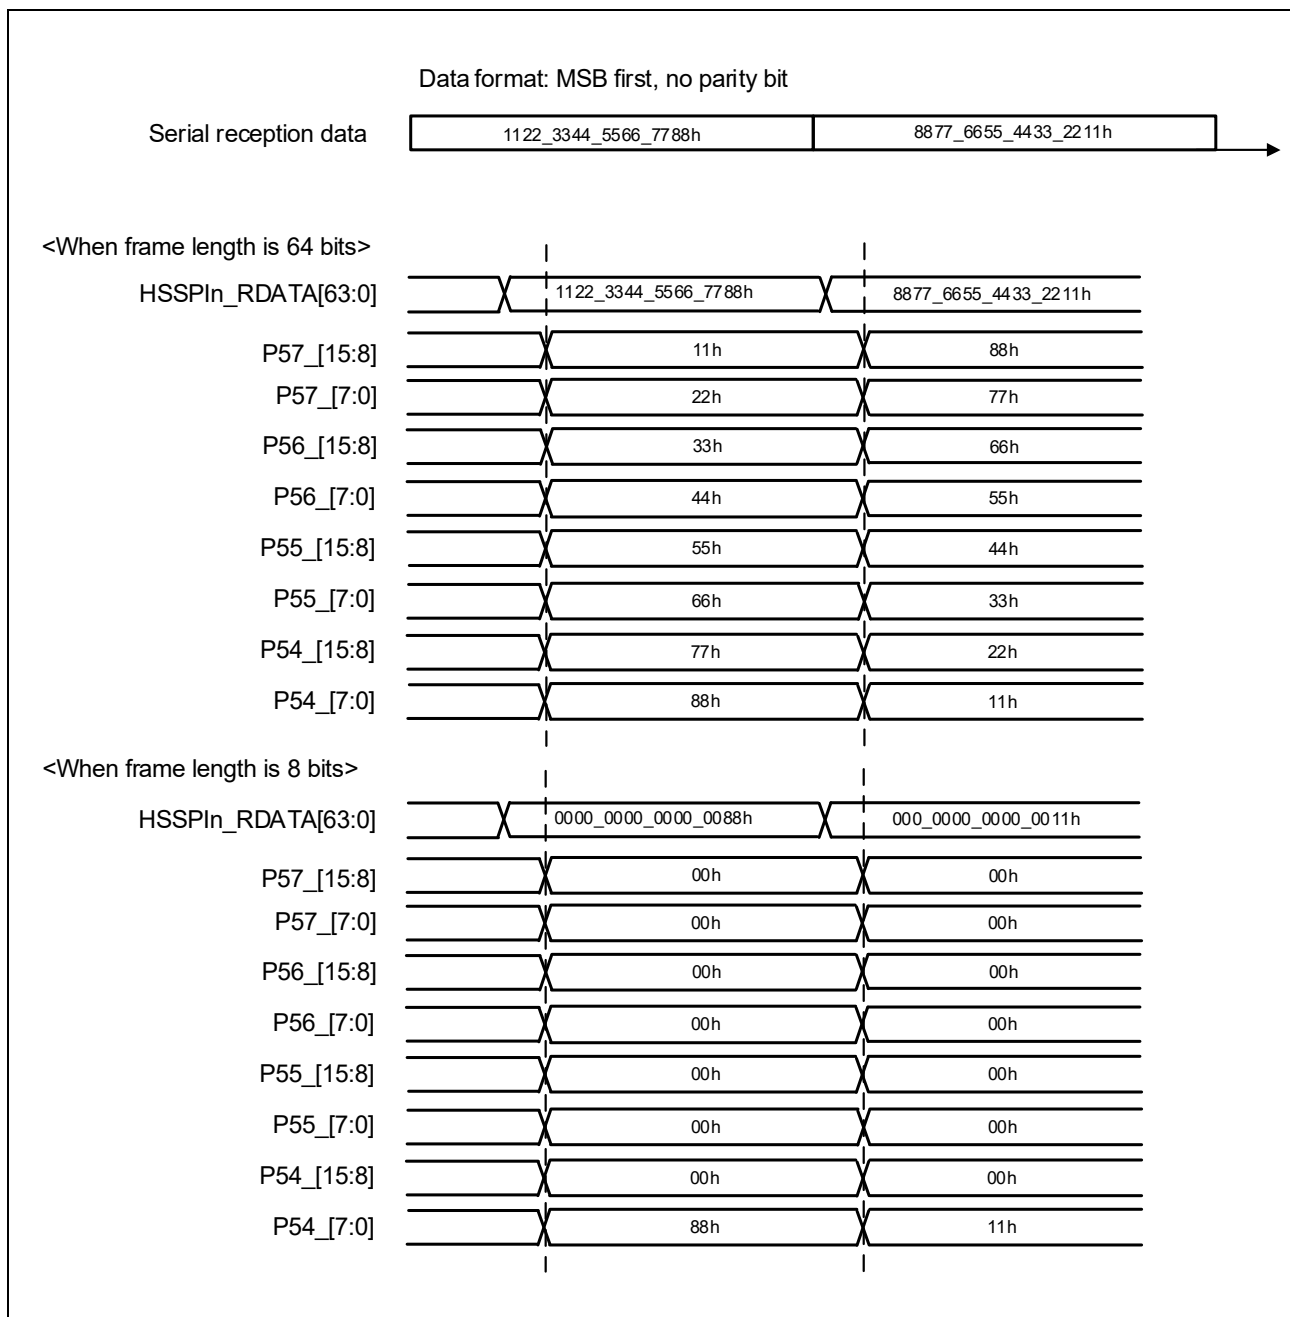 Data format: MSB first, no parity bit
Serial reception data 1122_3344_5566_7788h 8877_6655_4433_2211h
<When frame length is 64 bits>
HSSPIn_RDATA[63:0] 1122_3344_5566_7788h 8877_6655_4433_2211h
P57_[15:8] 11h 88h
P57_[7:0] 22h 77h
P56_[15:8] 33h 66h
P56_[7:0] 44h 55h
P55_[15:8] 55h 44h
P55_[7:0] 66h 33h
P54_[15:8] 77h 22h
P54_[7:0] 88h 11h
<When frame length is 8 bits>
HSSPIn_RDATA[63:0] 0000_0000_0000_0088h 000_0000_0000_0011h
P57_[15:8] 00h 00h
P57_[7:0] 00h 00h
P56_[15:8] 00h 00h
P56_[7:0] 00h 00h
P55_[15:8] 00h 00h
P55_[7:0] 00h 00h
P54_[15:8] 00h 00h
P54_[7:0] 88h 11h